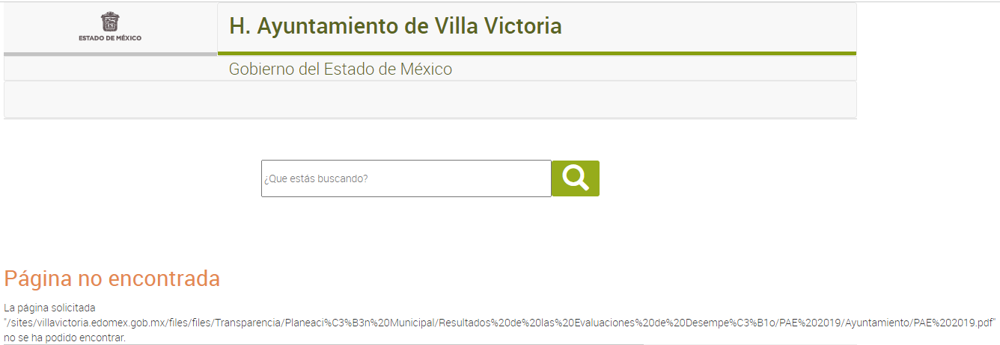 ESTADO DE MÉXICO
H. Ayuntamiento de Villa Victoria
Gobierno del Estado de México
¿Que estás buscando?
Página no encontrada
La página solicitada
"/sites/villavictoria.edomex.gob.mx/files/files/Transparencia/Planeaci%C3%B3n%20Municipal/Resultados%20de%20las%20Evaluaciones%20de%20Desempe%C3%B1o/PAE%202019/Ayuntamiento/PAE%202019.pdf"
no se ha podido encontrar.